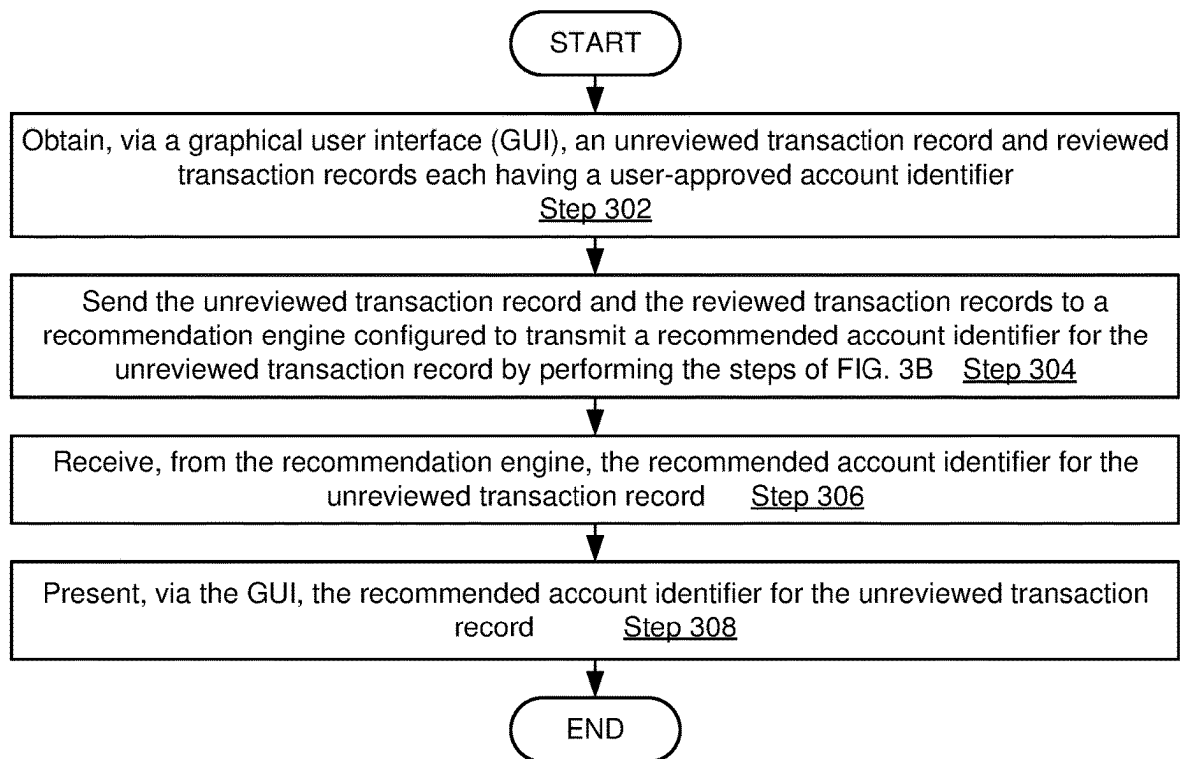 START
Obtain, via a graphical user interface (GUI), an unreviewed transaction record and reviewed
transaction records each having a user-approved account identifier
Step 302
Send the unreviewed transaction record and the reviewed transaction records to a
recommendation engine configured to transmit a recommended account identifier for the
unreviewed transaction record by performing the steps of FIG. 3B Step 304
Receive, from the recommendation engine, the recommended account identifier for the
unreviewed transaction record Step 306
Present, via the GUI, the recommended account identifier for the unreviewed transaction
record Step 308
END